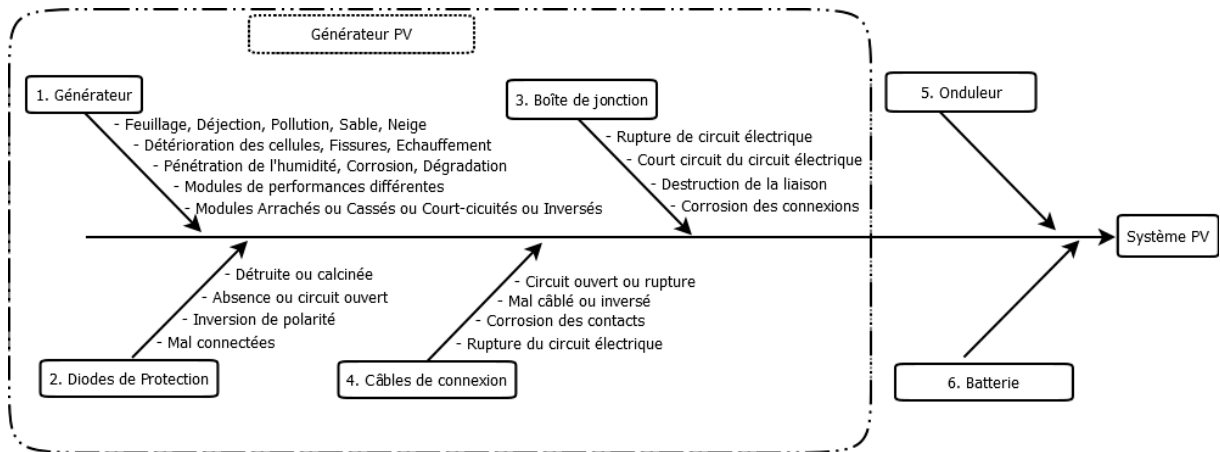 Générateur PV
1. Générateur
- Feuillage, Déjection, Pollution, Sable, Neige
- Détérioration des cellules, Fissures, Echauffement
- Pénétration de l'humidité, Corrosion, Dégradation
- Modules de performances différentes
- Modules Arrachés ou Cassés ou Court-cicuités ou Inversés
3. Boîte de jonction
- Rupture de circuit électrique
- Court circuit du circuit électrique
- Destruction de la liaison
- Corrosion des connexions
5. Onduleur
Système PV
- Détruite ou calcinée
- Absence ou circuit ouvert
- Inversion de polarité
- Mal connectées
2. Diodes de Protection
- Circuit ouvert ou rupture
- Mal câblé ou inversé
- Corrosion des contacts
- Rupture du circuit électrique
4. Câbles de connexion
6. Batterie